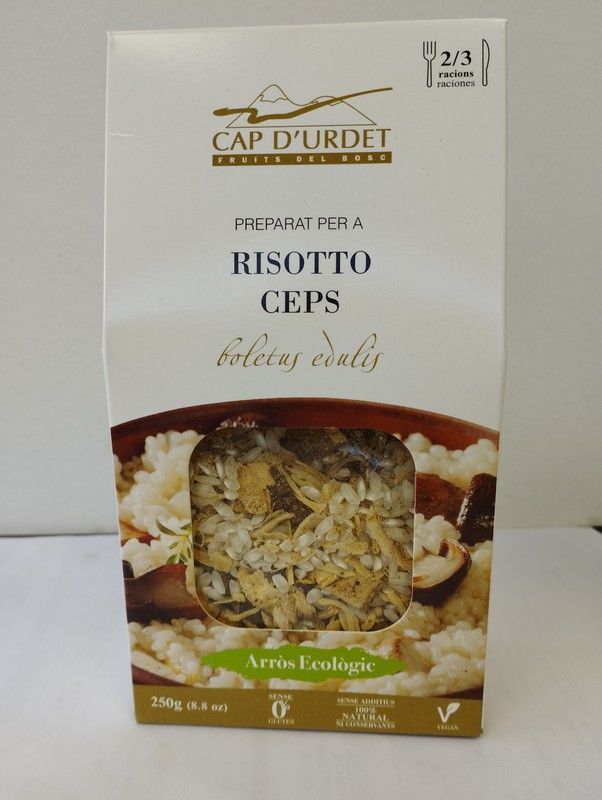 2/3
racions
raciones
CAP D'URDET
FRUITS DEL BOSC
PREPARAT PER A
RISOTTO
CEPS
boletus edulis
Arròs Ecològic
250g (8.8 oz)
SENSE
0%
GLUTEN
SENSE ADDITIUS
100%
NATURAL
NI CONSERVANTS
VEGAN